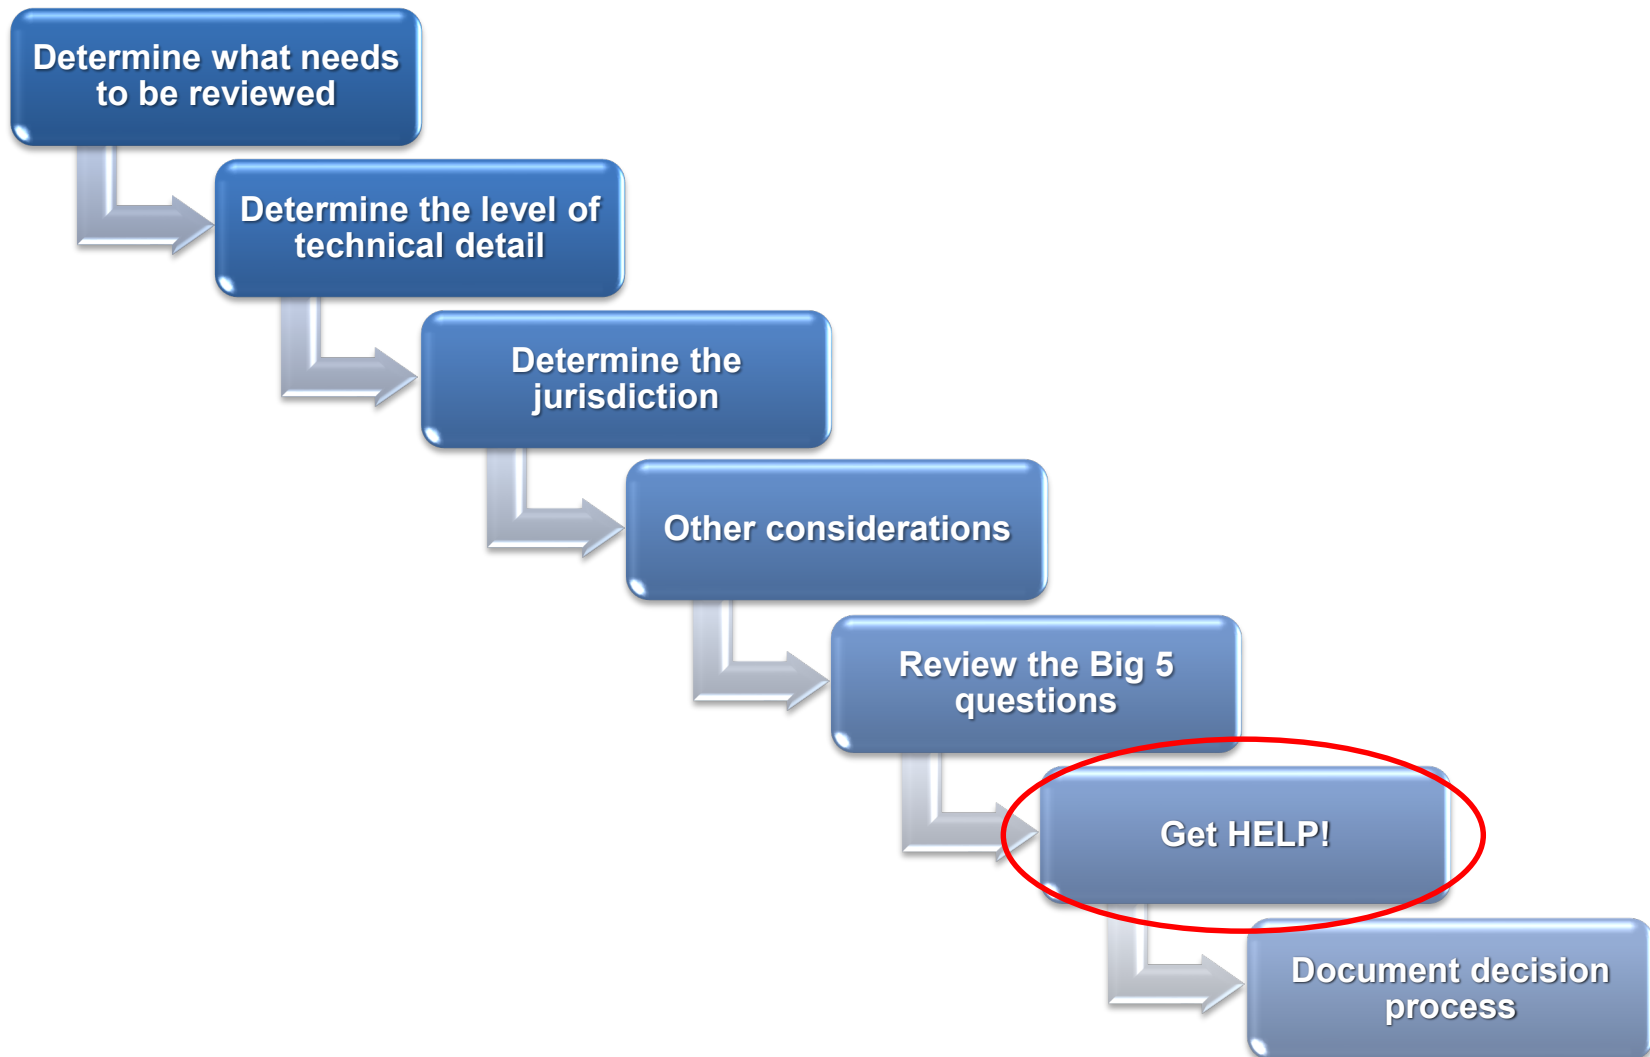 Determine what needs
to be reviewed
Determine the level of
technical detail
Determine the
jurisdiction
Other considerations
Review the Big 5
questions
Get HELP!
Document decision
process